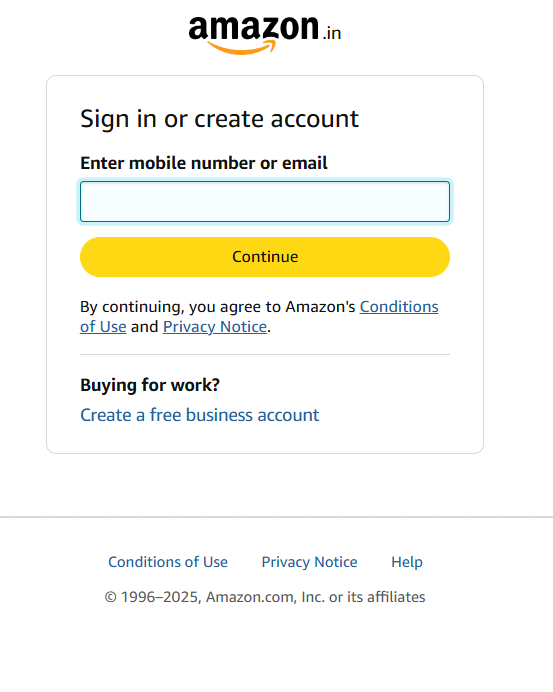 amazon.in
Sign in or create account
Enter mobile number or email
Continue
By continuing, you agree to Amazon's Conditions
of Use and Privacy Notice.
Buying for work?
Create a free business account
Conditions of Use Privacy Notice Help
© 1996–2025, Amazon.com, Inc. or its affiliates